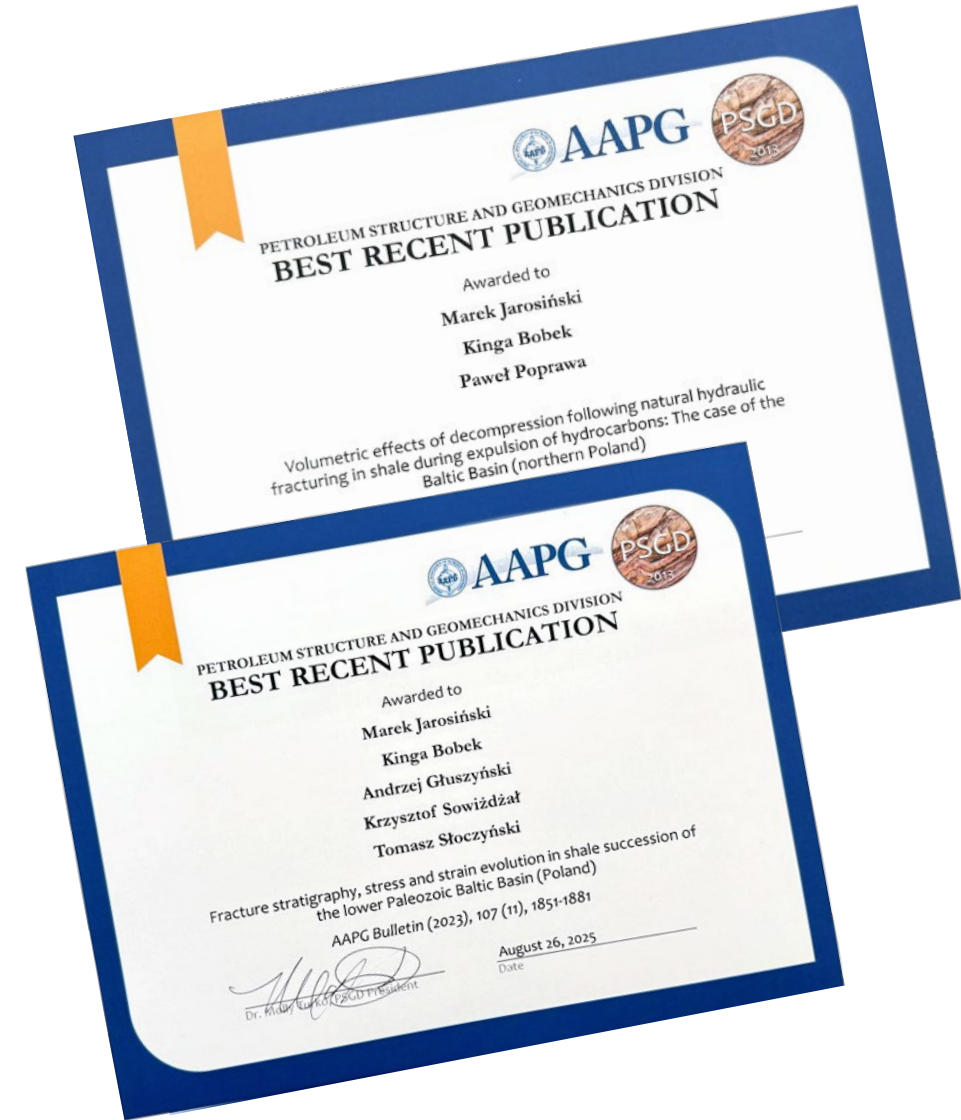 AAPG
PSGD
2013
PETROLEUM STRUCTURE AND GEOMECHANICS DIVISION
BEST RECENT PUBLICATION
Awarded to
Marek Jarosiński
Kinga Bobek
Paweł Poprawa
Volumetric effects of decompression following natural hydraulic
fracturing in shale during expulsion of hydrocarbons: The case of the
Baltic Basin (northern Poland)
AAPG
PSGD
2013
PETROLEUM STRUCTURE AND GEOMECHANICS DIVISION
BEST RECENT PUBLICATION
Awarded to
Marek Jarosiński
Kinga Bobek
Andrzej Głuszyński
Krzysztof Sowiżdżał
Tomasz Słoczyński
Fracture stratigraphy, stress and strain evolution in shale succession of
the lower Paleozoic Baltic Basin (Poland)
AAPG Bulletin (2023), 107 (11), 1851-1881
August 26, 2025
Date
Dr. Molly Turko, PSGD President